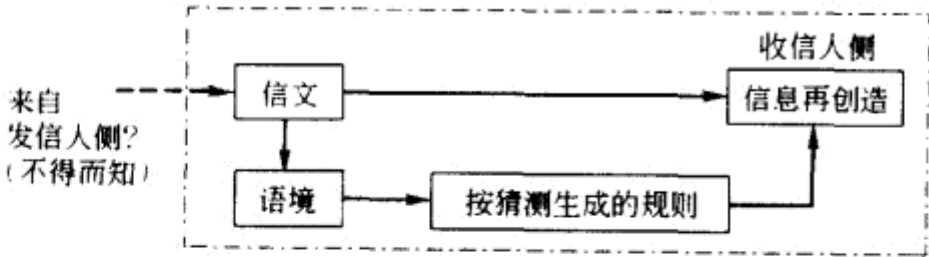 收信人侧
信文
信息再创造
来自
发信人侧?
(不得而知)
语境
按猜测生成的规则